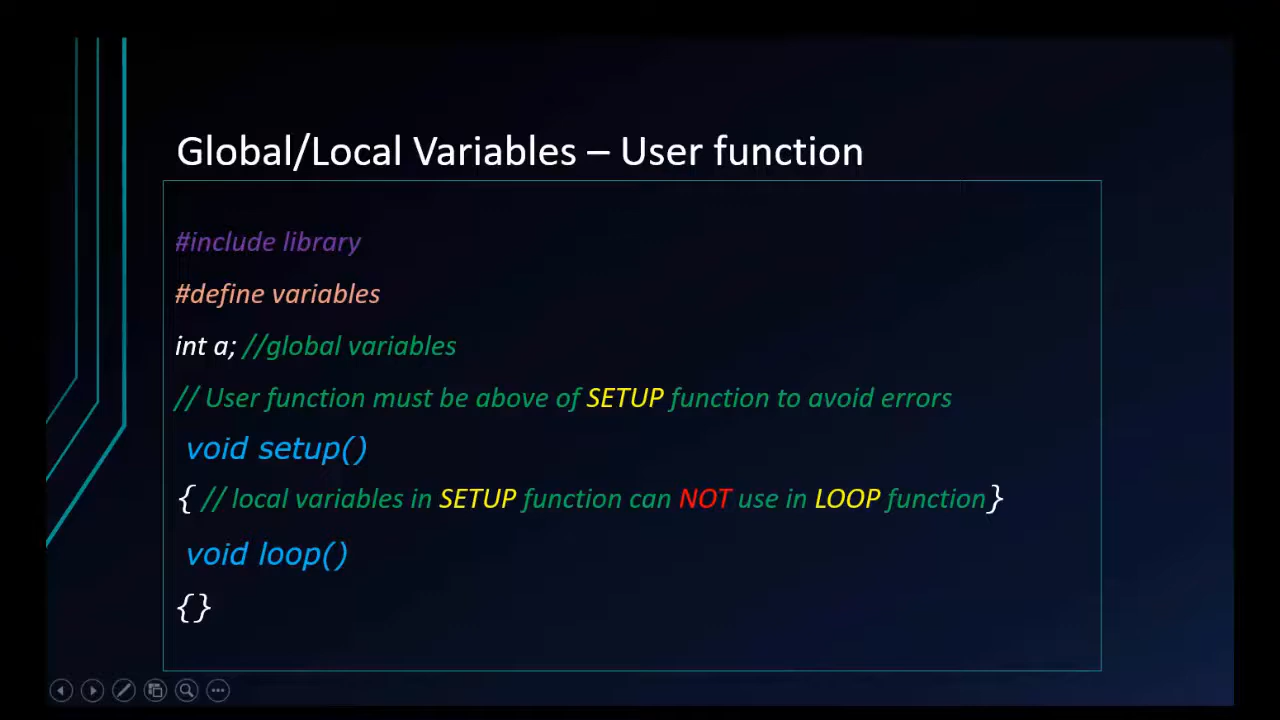 Global/Local Variables – User function
#include library
#define variables
int a; //global variables
// User function must be above of SETUP function to avoid errors
void setup()
{ // local variables in SETUP function can NOT use in LOOP function}
void loop()
{}